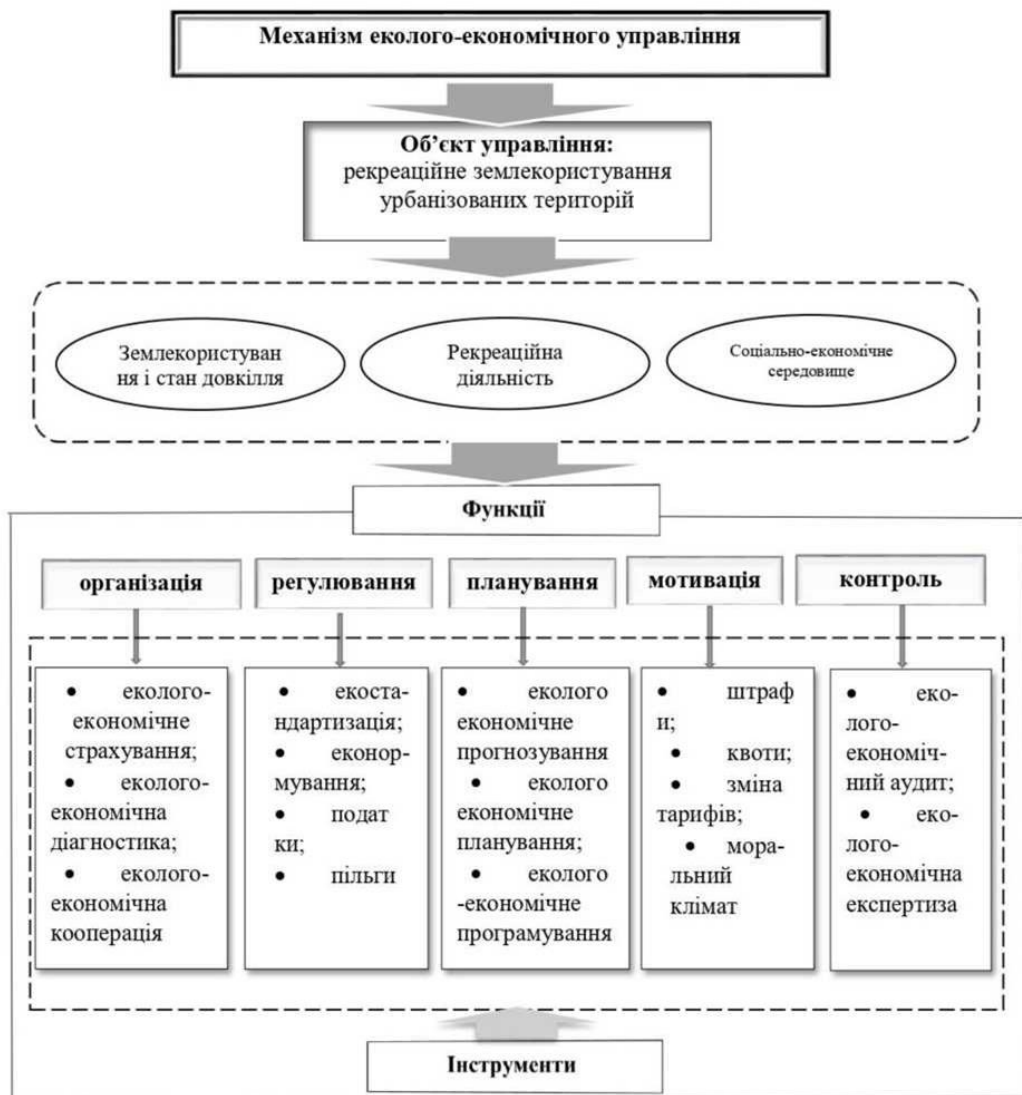 Механізм еколого-економічного управління
Об’єкт управління:
рекреаційне землекористування
урбанізованих територій
Землекористуван
ня і стан довкілля
Рекреаційна
діяльність
Соціально-економічне
середовище
Функції
організація
регулювання
планування
мотивація
контроль
• еколого-
економічне
страхування;
• еколого-
економічна
діагностика;
• еколого-
економічна
кооперація
• екоста-
ндартизація;
• еконор-
мування;
• подат
ки;
• пільги
• еколого
економічне
прогнозування
• еколого
економічне
планування;
• еколого
-економічне
програмування
• штраф
и;
• квоти;
• зміна
тарифів;
• мора-
льний
клімат
• еко-
лого-
економіч-
ний аудит;
• еко-
лого-
економічна
експертиза
Інструменти